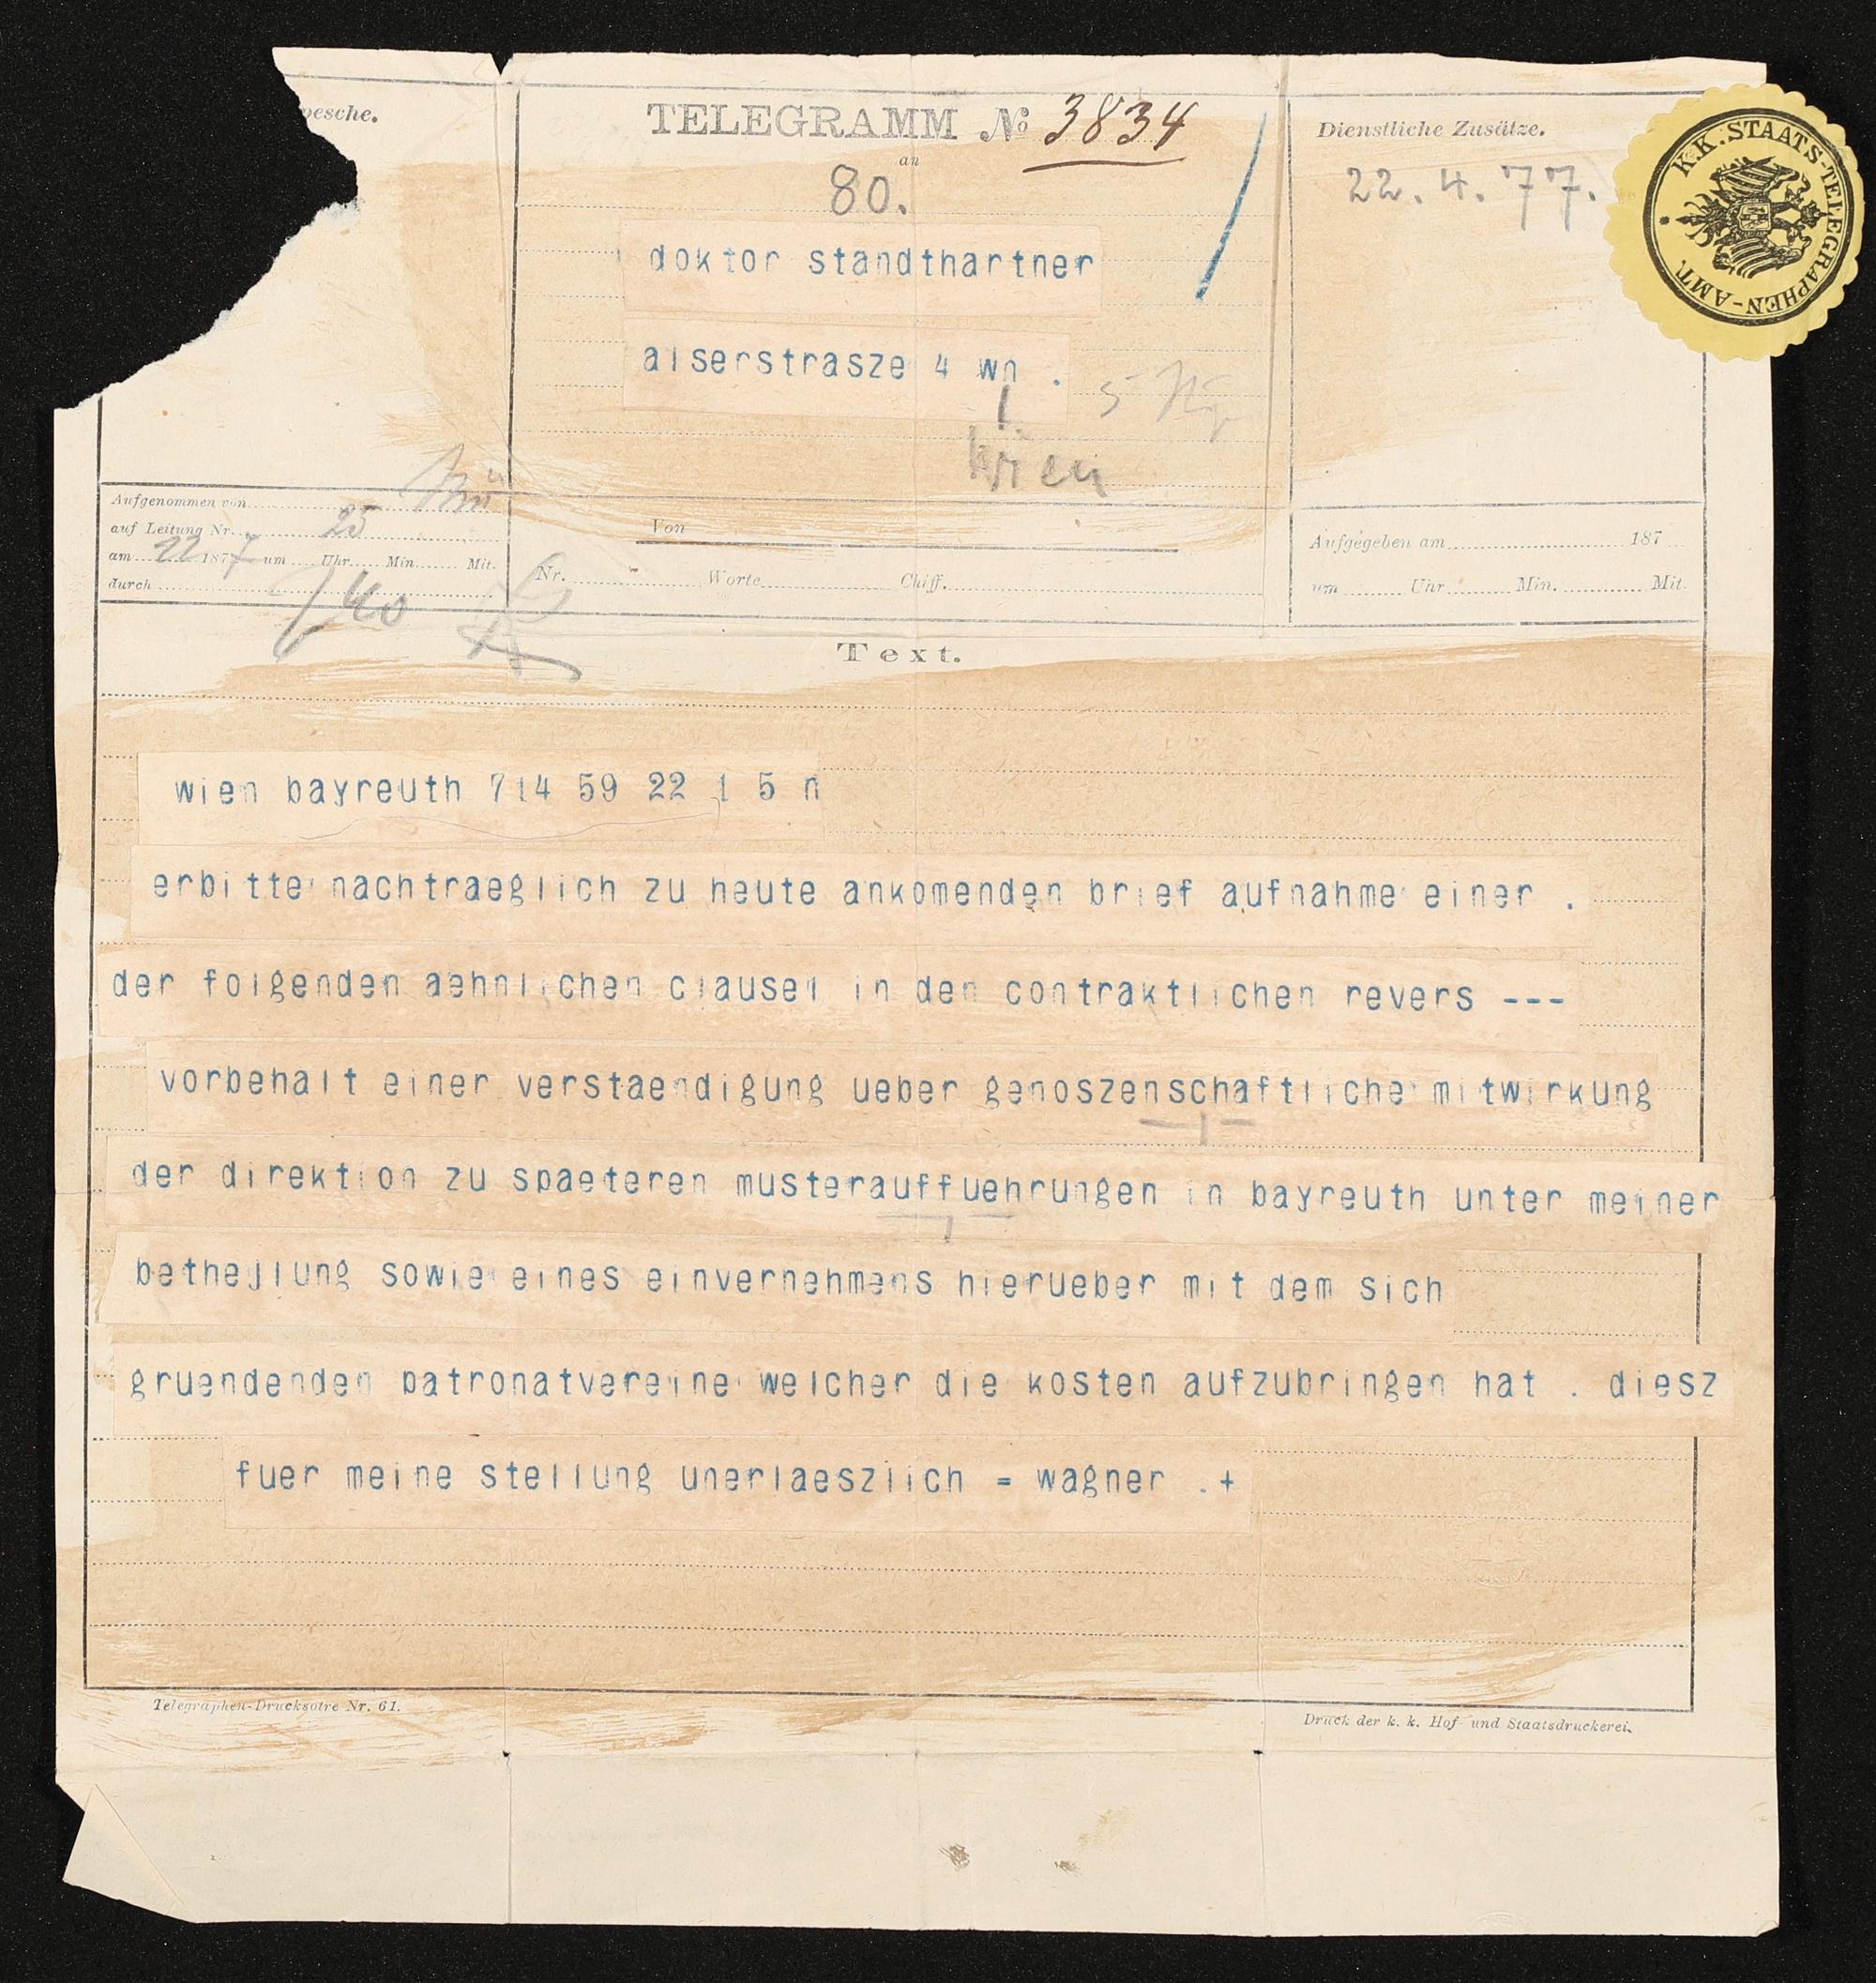 pesche.
TELEGRAMM No 3834
an
80.
doktor standthartner
alserstrasze 4 wn .
Wien
Dienstliche Zusätze.
22. 4. 77.
K.K. STAATS-TELEGRAPHEN-AMT.
Aufgenommen von
auf Leitung Nr. 25
am 22 1877 um Uhr Min. Mit.
durch
40
Von
Nr. Worte Chiff.
Aufgegeben am 187
um Uhr Min. Mit.
Text.
wien bayreuth 714 59 22 1 5 n
erbitte nachtraeglich zu heute ankomenden brief aufnahme einer .
der folgenden aehnlichen clausel in den contraktlichen revers ---
vorbehalt einer verstaendigung ueber genoszenschaftliche mitwirkung
der direktion zu spaeteren musterauffuehrungen in bayreuth unter meiner
bethejlung sowie eines einvernehmens hierueber mit dem sich
gruendenden patronatvereine welcher die kosten aufzubringen hat . diesz
fuer meine stellung unerlaeszlich = wagner . +
Telegraphen-Drucksotre Nr. 61.
Druck der k. k. Hof- und Staatsdruckerei.